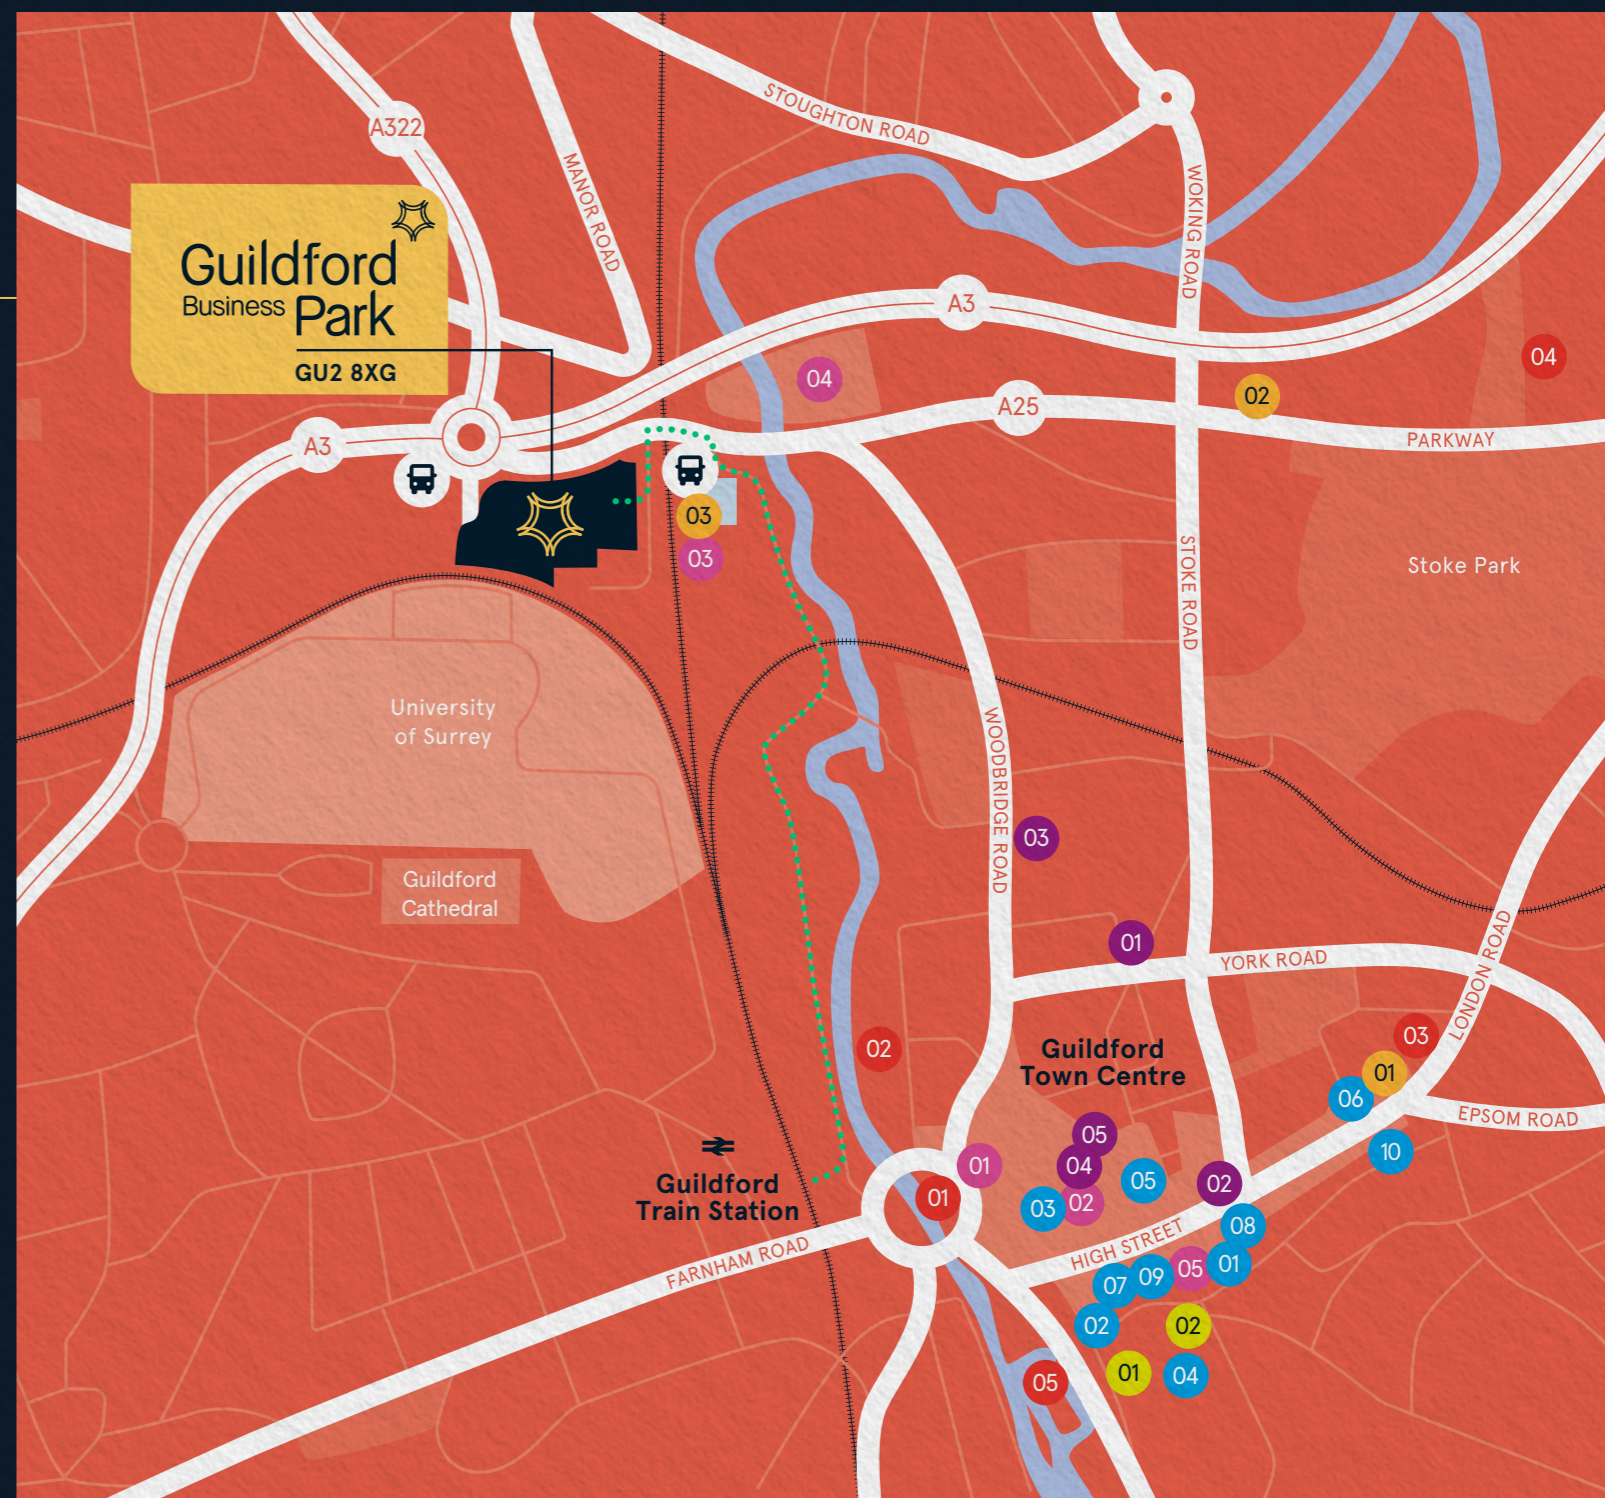 A322
STOUGHTON ROAD
MANOR ROAD
WOKING ROAD
Guildford
Business Park
GU2 8XG
A3
04
04
02
A25
A3
PARKWAY
03
03
STOKE ROAD
Stoke Park
University
of Surrey
WOODBRIDGE ROAD
03
Guildford
Cathedral
01
YORK ROAD
LONDON ROAD
02
03
Guildford
Town Centre
01
06
EPSOM ROAD
05
10
01
04
05
02
Guildford
Train Station
01
03
02
08
HIGH STREET
FARNHAM ROAD
07
09
05
01
02
02
05
01
04